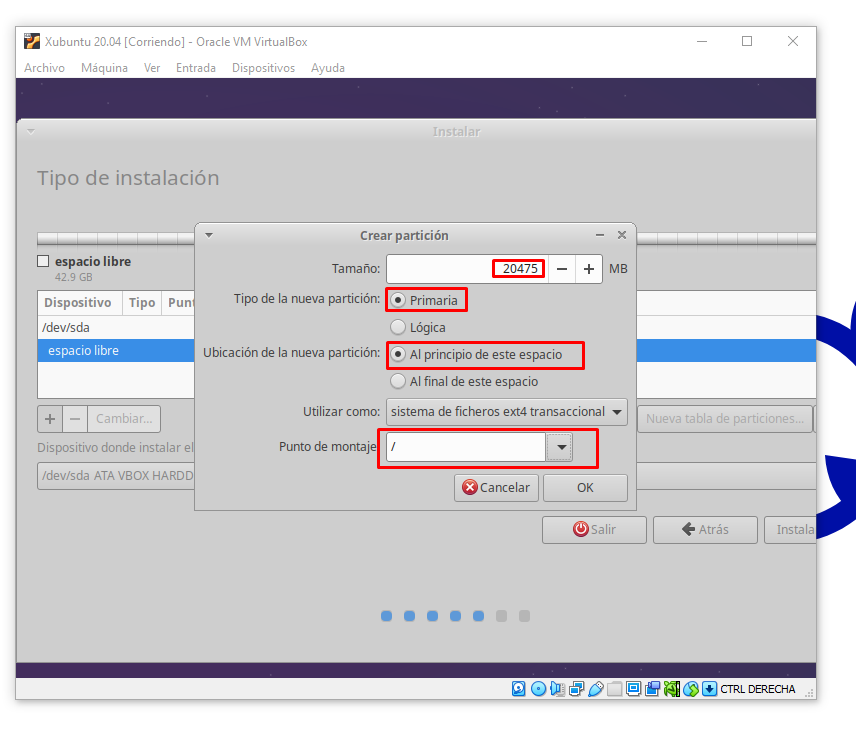 Xubuntu 20.04 [Corriendo] - Oracle VM VirtualBox
Archivo Máquina Ver Entrada Dispositivos Ayuda
Instalar
Tipo de instalación
Crear partición
Tamaño: 20475 MB
espacio libre
42.9 GB
Tipo de la nueva partición: Primaria
Lógica
Dispositivo Tipo Punt
/dev/sda
espacio libre
Ubicación de la nueva partición: Al principio de este espacio
Al final de este espacio
Utilizar como: sistema de ficheros ext4 transaccional
+ − Cambiar...
Nueva tabla de particiones...
Punto de montaje /
Dispositivo donde instalar el
/dev/sda ATA VBOX HARDD
Cancelar OK
Salir Atrás Instala
CTRL DERECHA